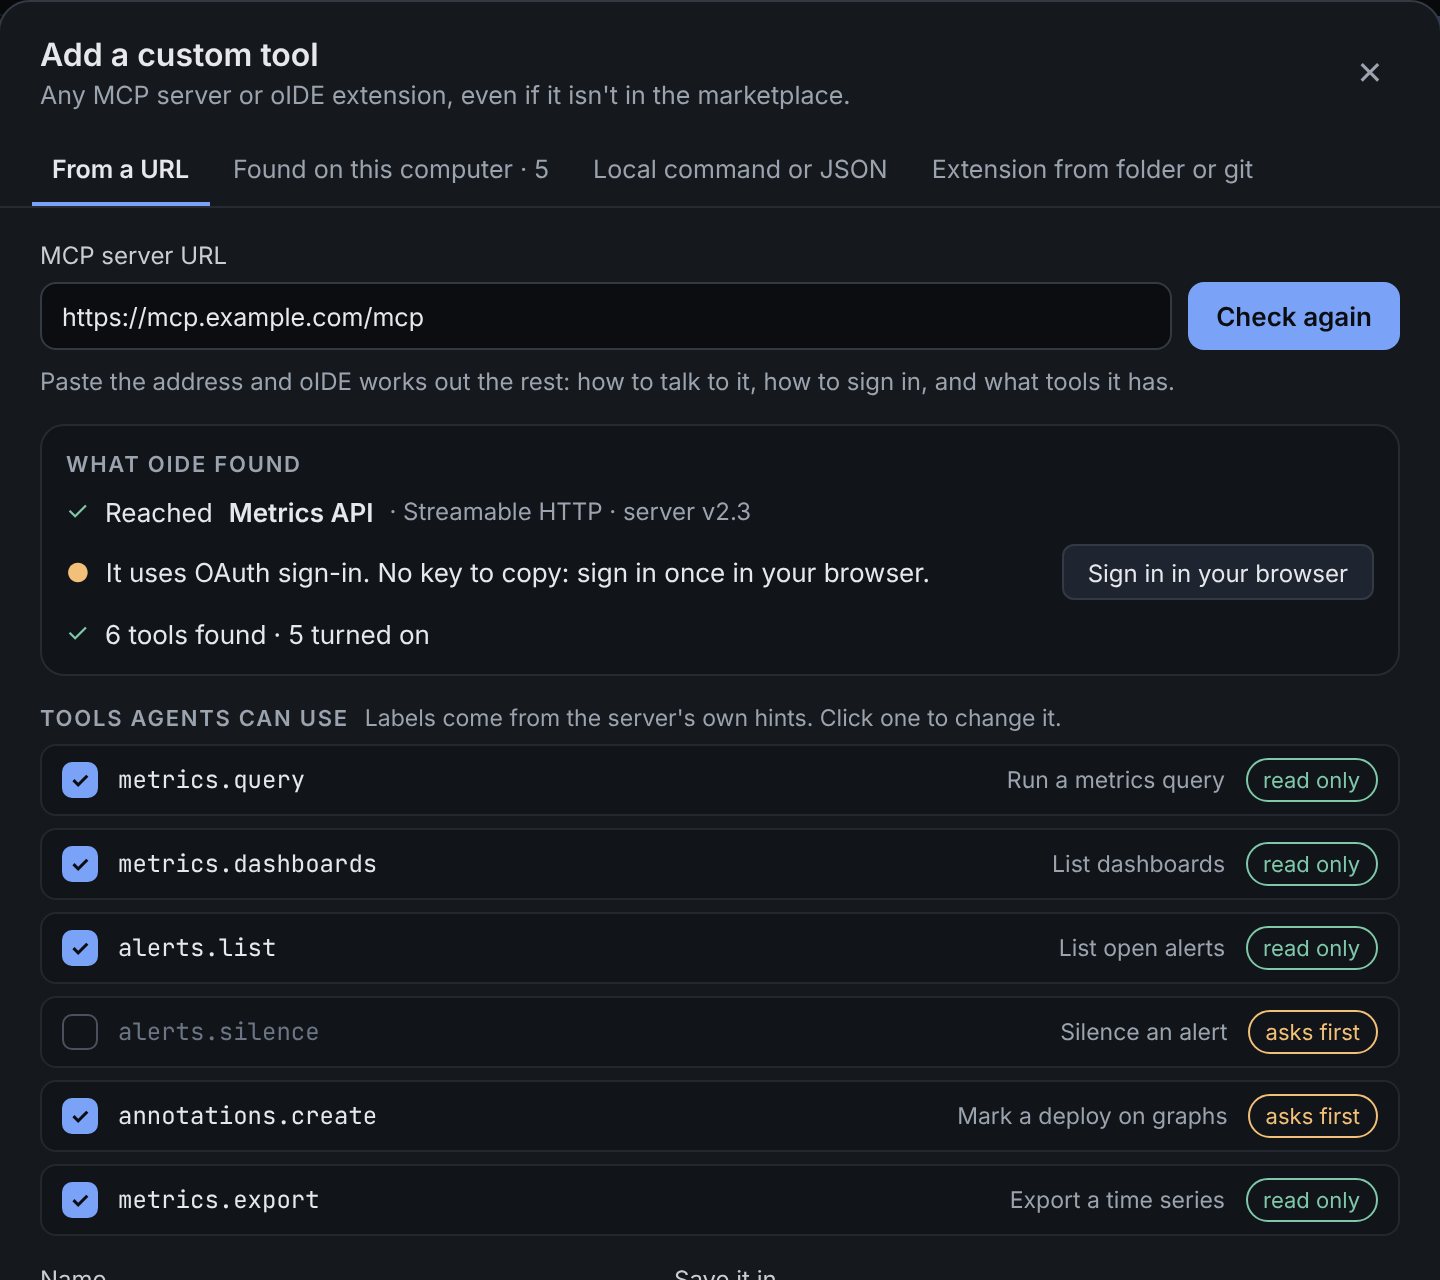 Add a custom tool
Any MCP server or oIDE extension, even if it isn't in the marketplace.
From a URL Found on this computer · 5 Local command or JSON Extension from folder or git
MCP server URL
https://mcp.example.com/mcp Check again
Paste the address and oIDE works out the rest: how to talk to it, how to sign in, and what tools it has.
WHAT OIDE FOUND
Reached Metrics API · Streamable HTTP · server v2.3
It uses OAuth sign-in. No key to copy: sign in once in your browser. Sign in in your browser
6 tools found · 5 turned on
TOOLS AGENTS CAN USE Labels come from the server's own hints. Click one to change it.
metrics.query Run a metrics query read only
metrics.dashboards List dashboards read only
alerts.list List open alerts read only
alerts.silence Silence an alert asks first
annotations.create Mark a deploy on graphs asks first
metrics.export Export a time series read only
Name Save it in